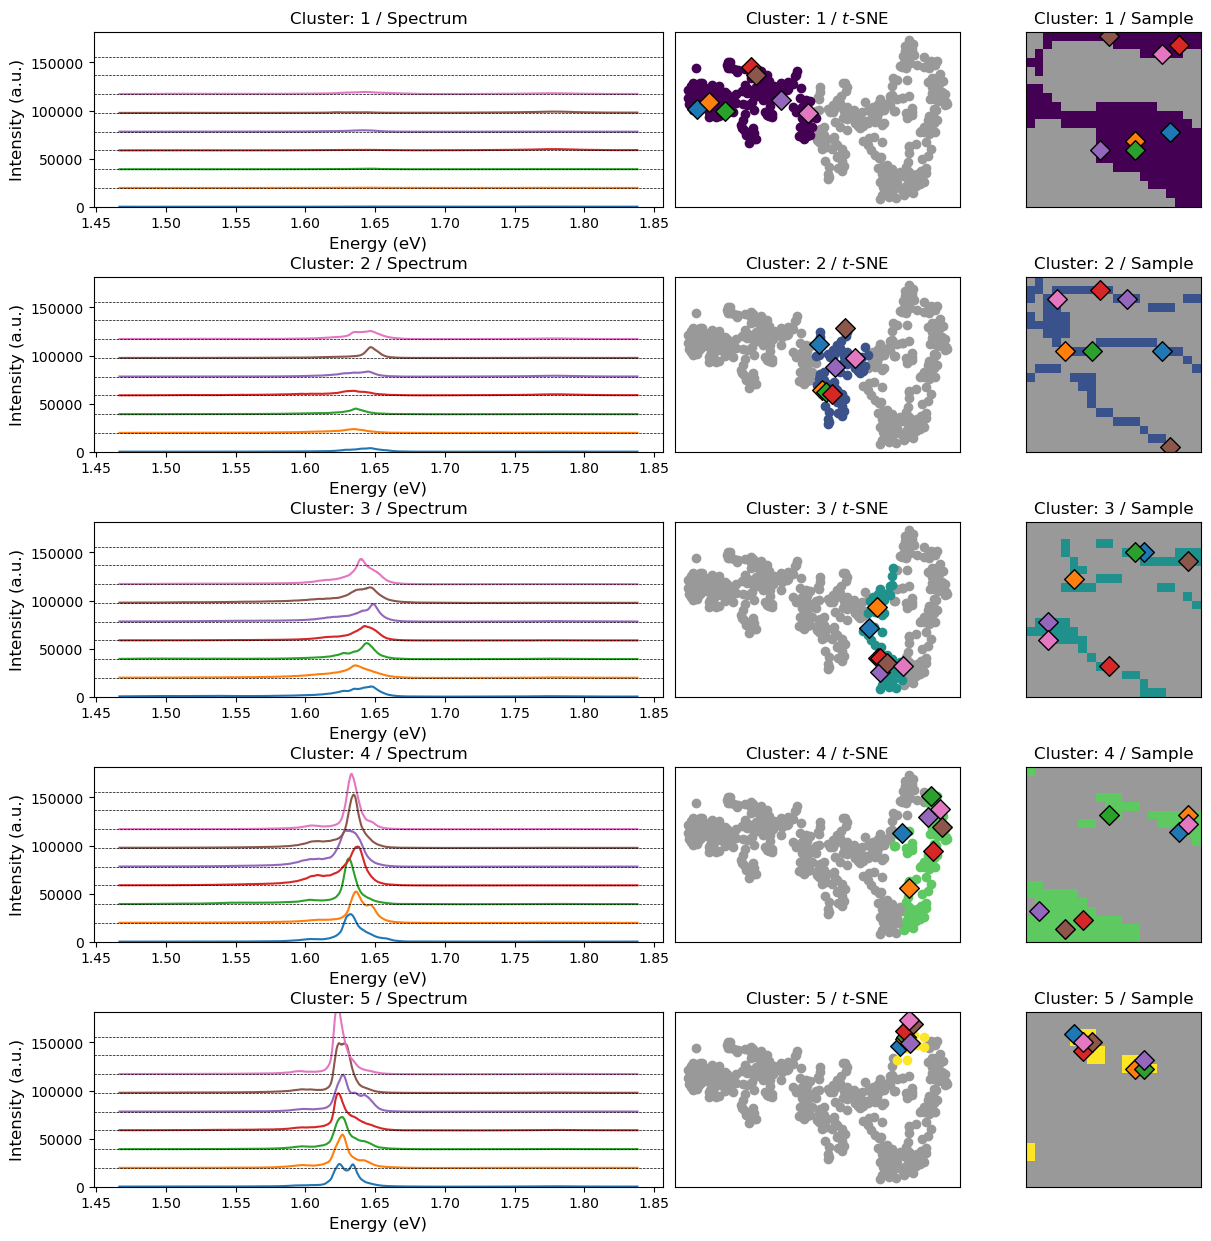 Cluster: 1 / Spectrum
Cluster: 1 / t-SNE
Cluster: 1 / Sample
Intensity (a.u.)
150000
100000
50000
0
1.45 1.50 1.55 1.60 1.65 1.70 1.75 1.80 1.85
Energy (eV)
Cluster: 2 / Spectrum
Cluster: 2 / t-SNE
Cluster: 2 / Sample
Intensity (a.u.)
150000
100000
50000
0
1.45 1.50 1.55 1.60 1.65 1.70 1.75 1.80 1.85
Energy (eV)
Cluster: 3 / Spectrum
Cluster: 3 / t-SNE
Cluster: 3 / Sample
Intensity (a.u.)
150000
100000
50000
0
1.45 1.50 1.55 1.60 1.65 1.70 1.75 1.80 1.85
Energy (eV)
Cluster: 4 / Spectrum
Cluster: 4 / t-SNE
Cluster: 4 / Sample
Intensity (a.u.)
150000
100000
50000
0
1.45 1.50 1.55 1.60 1.65 1.70 1.75 1.80 1.85
Energy (eV)
Cluster: 5 / Spectrum
Cluster: 5 / t-SNE
Cluster: 5 / Sample
Intensity (a.u.)
150000
100000
50000
0
1.45 1.50 1.55 1.60 1.65 1.70 1.75 1.80 1.85
Energy (eV)